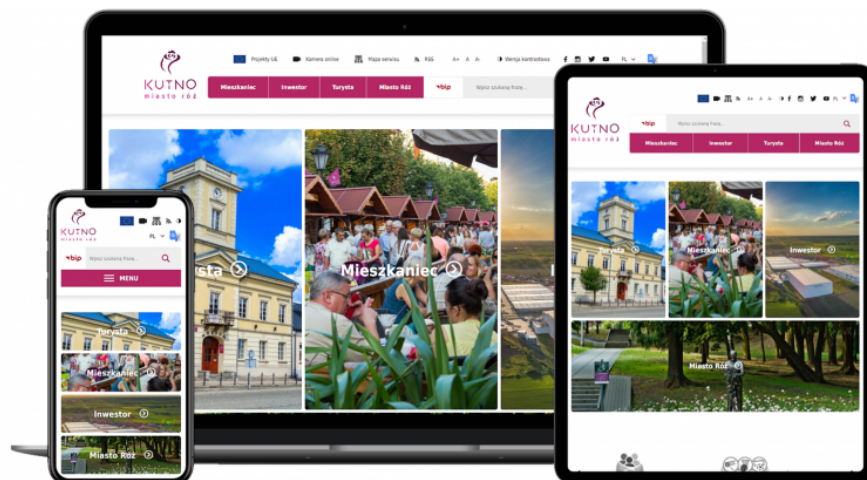 KUTNO
miasto róż
Projekty UE
Kamera online
Mapa serwisu
RSS
A+ A A-
Wersja kontrastowa
PL
Mieszkaniec
Inwestor
Turysta
Miasto Róż
bip
Wpisz szukaną frazę...
sta
Mieszkaniec
I
KUTNO
miasto róż
PL
bip
Wpisz szukaną frazę...
MENU
Turysta
Mieszkaniec
Inwestor
Miasto Róż
KUTNO
miasto róż
A+ A A-
PL
bip
Wpisz szukaną frazę...
Mieszkaniec
Inwestor
Turysta
Miasto Róż
Turysta
Mieszkaniec
Inwestor
Miasto Róż